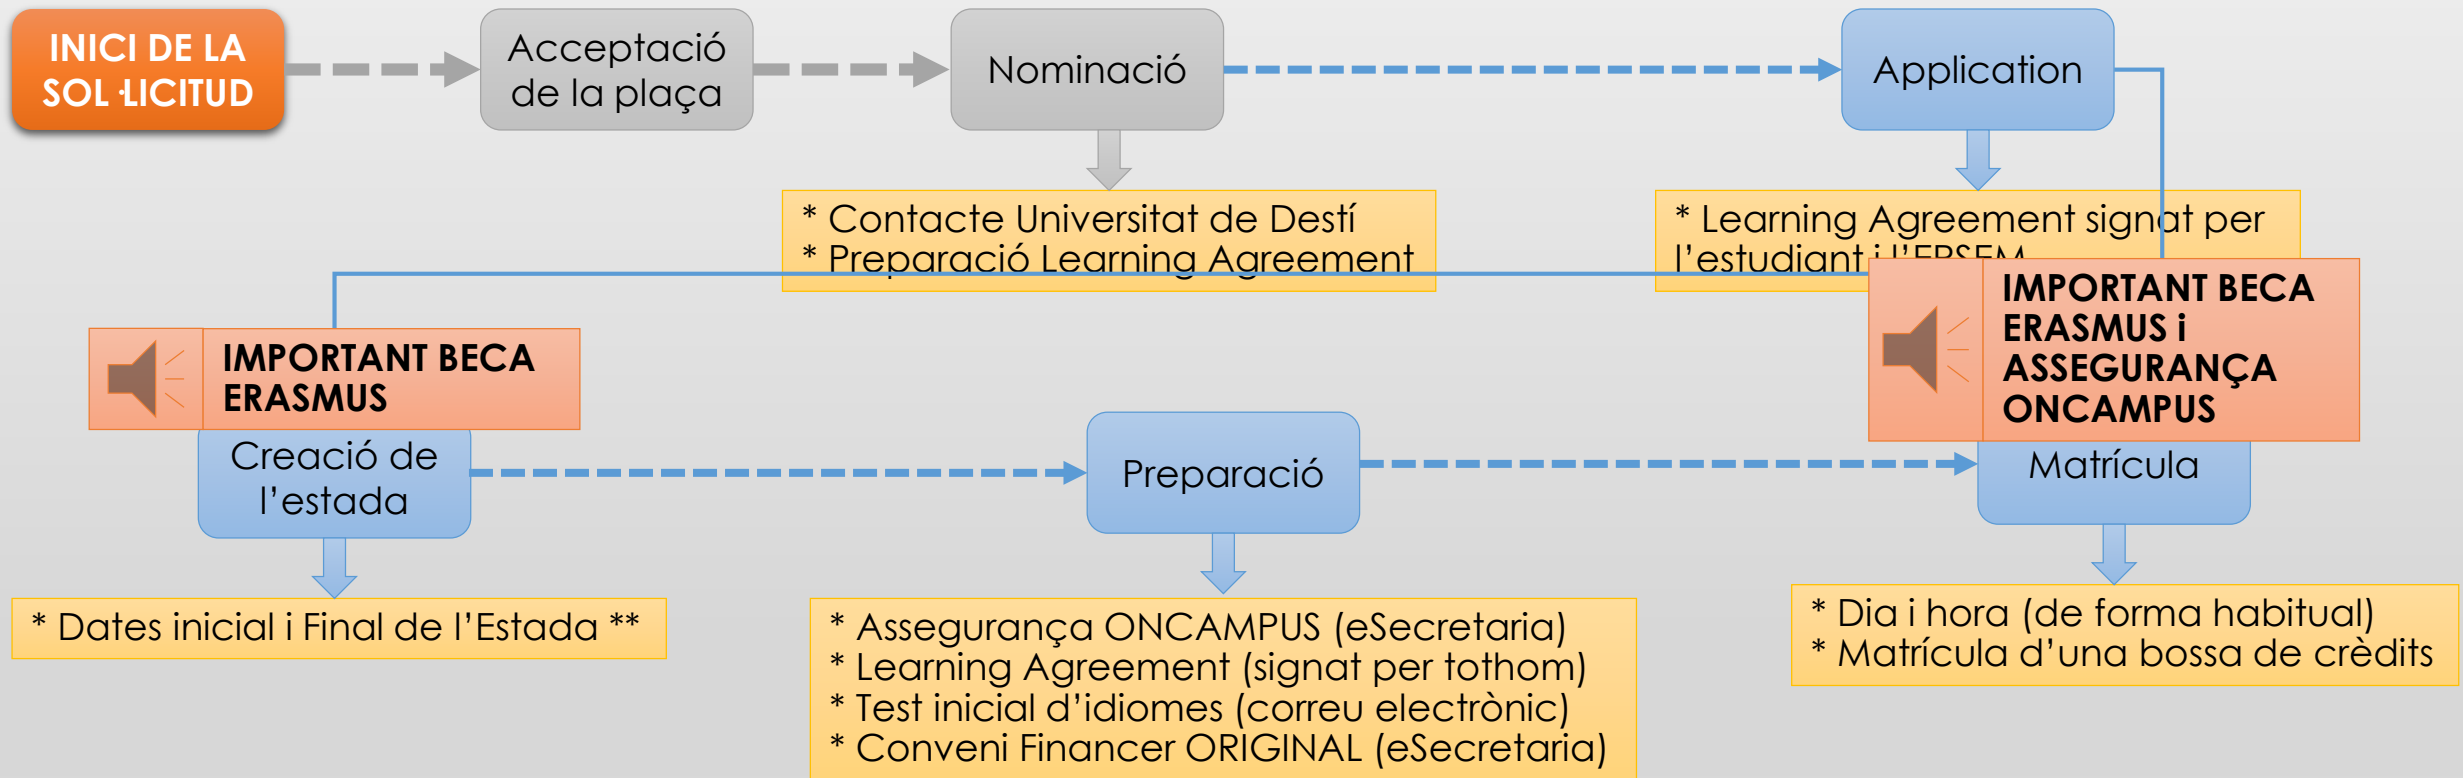 INICI DE LA
SOL·LICITUD
Acceptació
de la plaça
Nominació
Application
* Contacte Universitat de Destí
* Preparació Learning Agreement
* Learning Agreement signat per
l'estudiant i l'EPSEM
IMPORTANT BECA
ERASMUS
IMPORTANT BECA
ERASMUS i
ASSEGURANÇA
ONCAMPUS
Creació de
l'estada
Preparació
Matrícula
* Dates inicial i Final de l'Estada **
* Assegurança ONCAMPUS (eSecretaria)
* Learning Agreement (signat per tothom)
* Test inicial d'idiomes (correu electrònic)
* Conveni Financer ORIGINAL (eSecretaria)
* Dia i hora (de forma habitual)
* Matrícula d'una bossa de crèdits